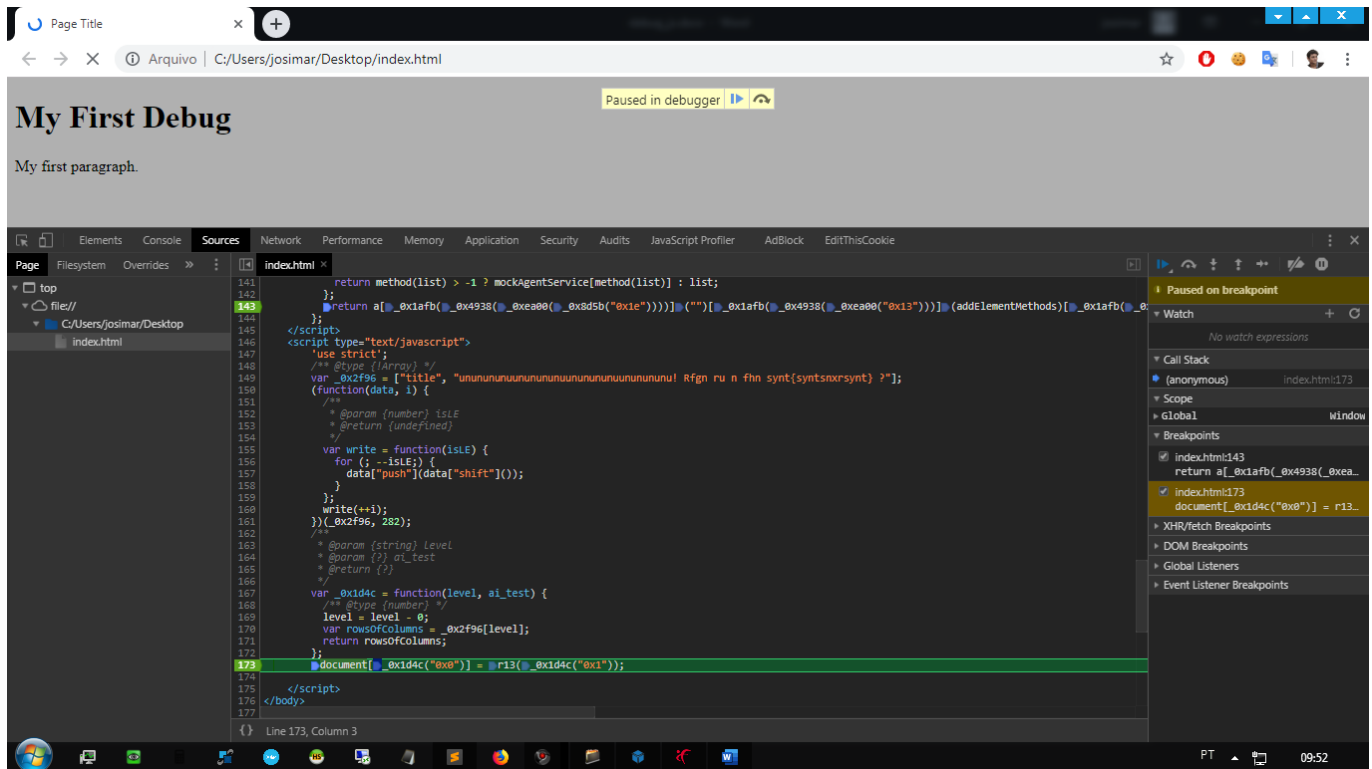 Page Title
Arquivo
C:/Users/josimar/Desktop/index.html
Paused in debugger
My First Debug
My first paragraph.
Elements Console Sources Network Performance Memory Application Security Audits JavaScript Profiler AdBlock EditThisCookie
Page Filesystem Overrides »
index.html ×
top
file://
C:/Users/josimar/Desktop
index.html
141 return method(list) > -1 ? mockAgentService[method(list)] : list;
142 };
143 return a[_0x1afb(_0x4938(_0xea00(_0x8d5b("0x1e"))))]("")[_0x1afb(_0x4938(_0xea00("0x13")))](addElementMethods)[_0x1afb(_0x
144 };
145 </script>
146 <script type="text/javascript">
147 'use strict';
148 /** @type {!Array} */
149 var _0x2f96 = ["title", "unununununuunununununuunununununuunununununu! Rfgn ru n fhn synt{syntsnxrsynt} ?"];
150 (function(data, i) {
151 /**
152 * @param {number} isLE
153 * @return {undefined}
154 */
155 var write = function(isLE) {
156 for (; --isLE;) {
157 data["push"](data["shift"]());
158 }
159 };
160 write(++i);
161 })(_0x2f96, 282);
162 /**
163 * @param {string} level
164 * @param {?} ai_test
165 * @return {?}
166 */
167 var _0x1d4c = function(level, ai_test) {
168 /** @type {number} */
169 level = level - 0;
170 var rowsOfColumns = _0x2f96[level];
171 return rowsOfColumns;
172 };
173 document[_0x1d4c("0x0")] = r13(_0x1d4c("0x1"));
174
175 </script>
176 </body>
177
{} Line 173, Column 3
Paused on breakpoint
Watch
No watch expressions
Call Stack
(anonymous) index.html:173
Scope
Global Window
Breakpoints
index.html:143
return a[_0x1afb(_0x4938(_0xea…
index.html:173
document[_0x1d4c("0x0")] = r13…
XHR/fetch Breakpoints
DOM Breakpoints
Global Listeners
Event Listener Breakpoints
HS
PT 09:52